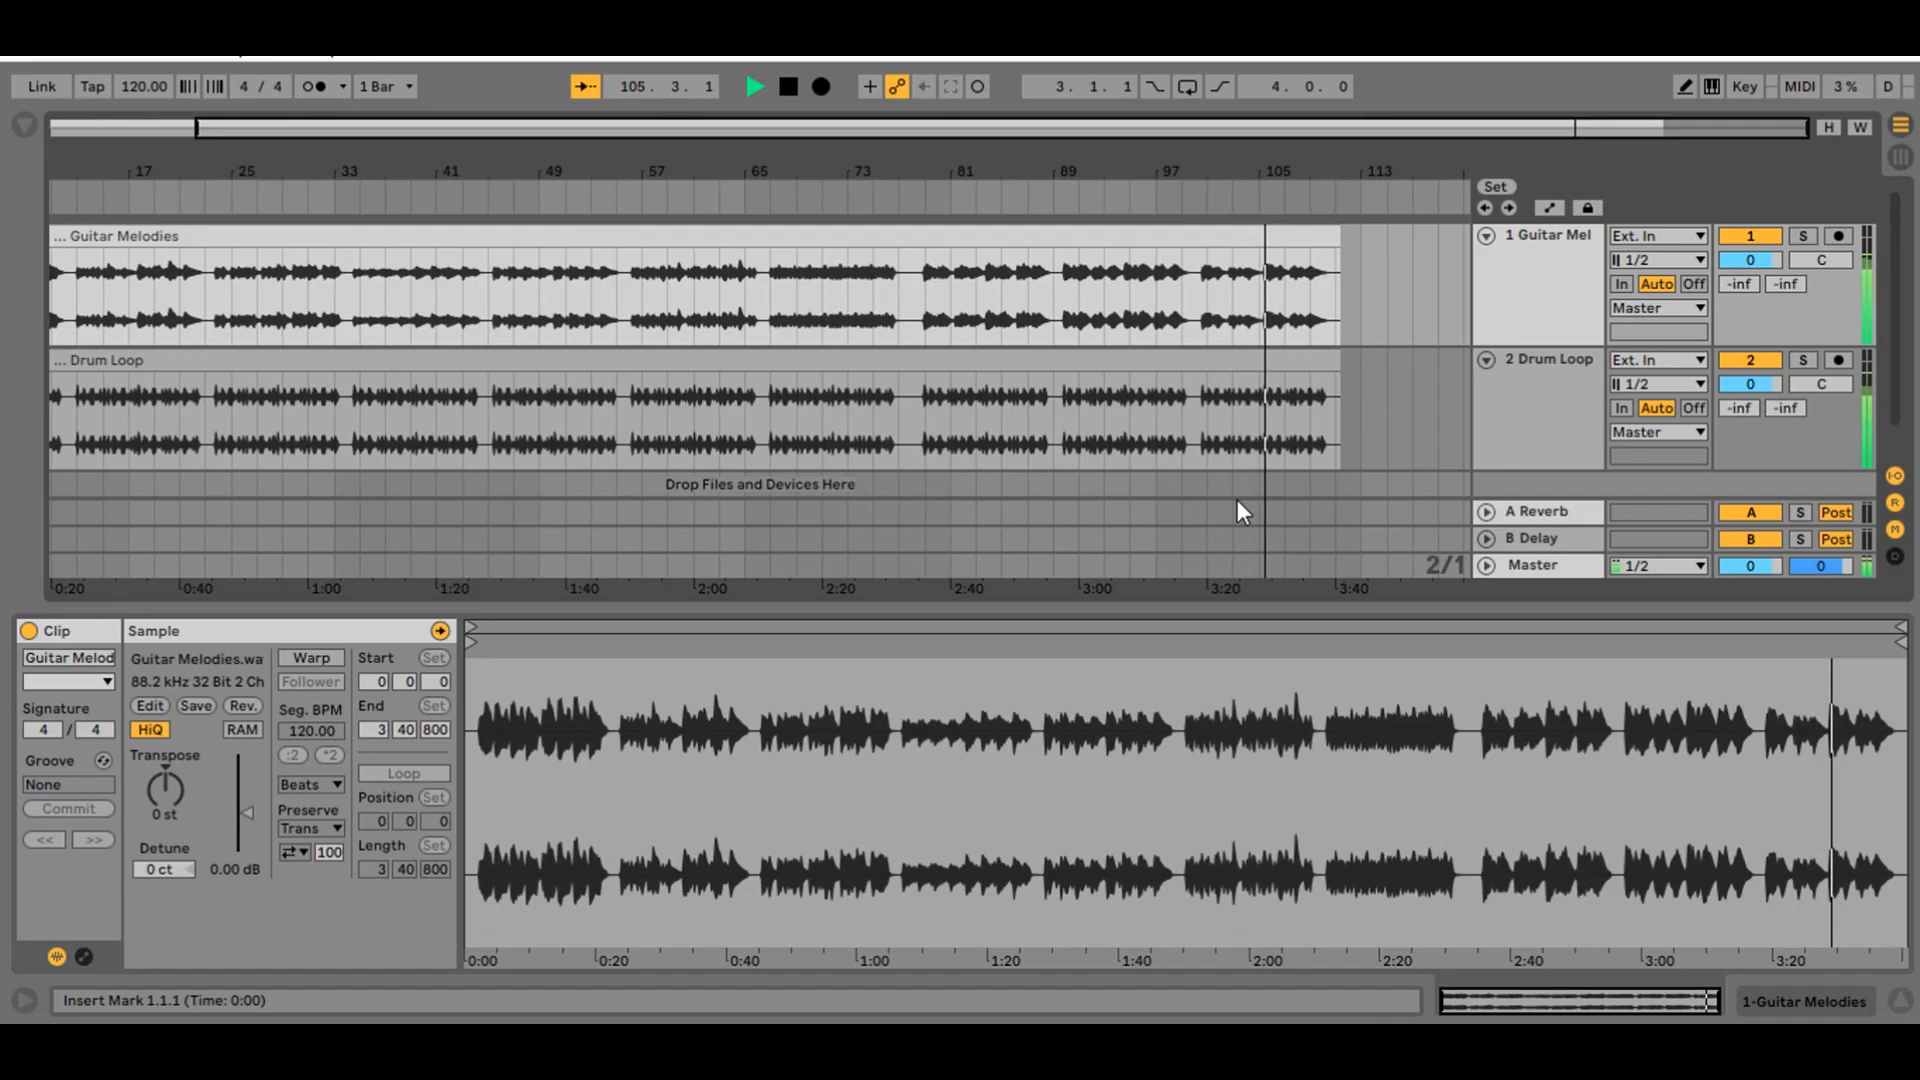 Link Tap 120.00 4 / 4 1 Bar 105. 3. 1 3. 1. 1 4. 0. 0 Key MIDI 3 % D
H W
17 25 33 41 49 57 65 73 81 89 97 105 113
Set
... Guitar Melodies
1 Guitar Mel Ext. In 1 S
1/2 0 C
In Auto Off -inf -inf
Master
... Drum Loop
2 Drum Loop Ext. In 2 S
1/2 0 C
In Auto Off -inf -inf
Master
Drop Files and Devices Here
A Reverb A S Post
B Delay B S Post
2/1 Master 1/2 0 0
I·O
R
M
D
0:20 0:40 1:00 1:20 1:40 2:00 2:20 2:40 3:00 3:20 3:40
Clip Sample
Guitar Melod Guitar Melodies.wa Warp Start Set
88.2 kHz 32 Bit 2 Ch Follower 0 0 0
Signature Edit Save Rev. Seg. BPM End Set
4 / 4 HiQ RAM 120.00 3 40 800
Groove Transpose :2 *2
None 0 st Beats Loop
Commit Preserve Position Set
<< >> Trans 0 0 0
Detune 100 Length Set
0 ct 0.00 dB 3 40 800
0:00 0:20 0:40 1:00 1:20 1:40 2:00 2:20 2:40 3:00 3:20
Insert Mark 1.1.1 (Time: 0:00) 1-Guitar Melodies